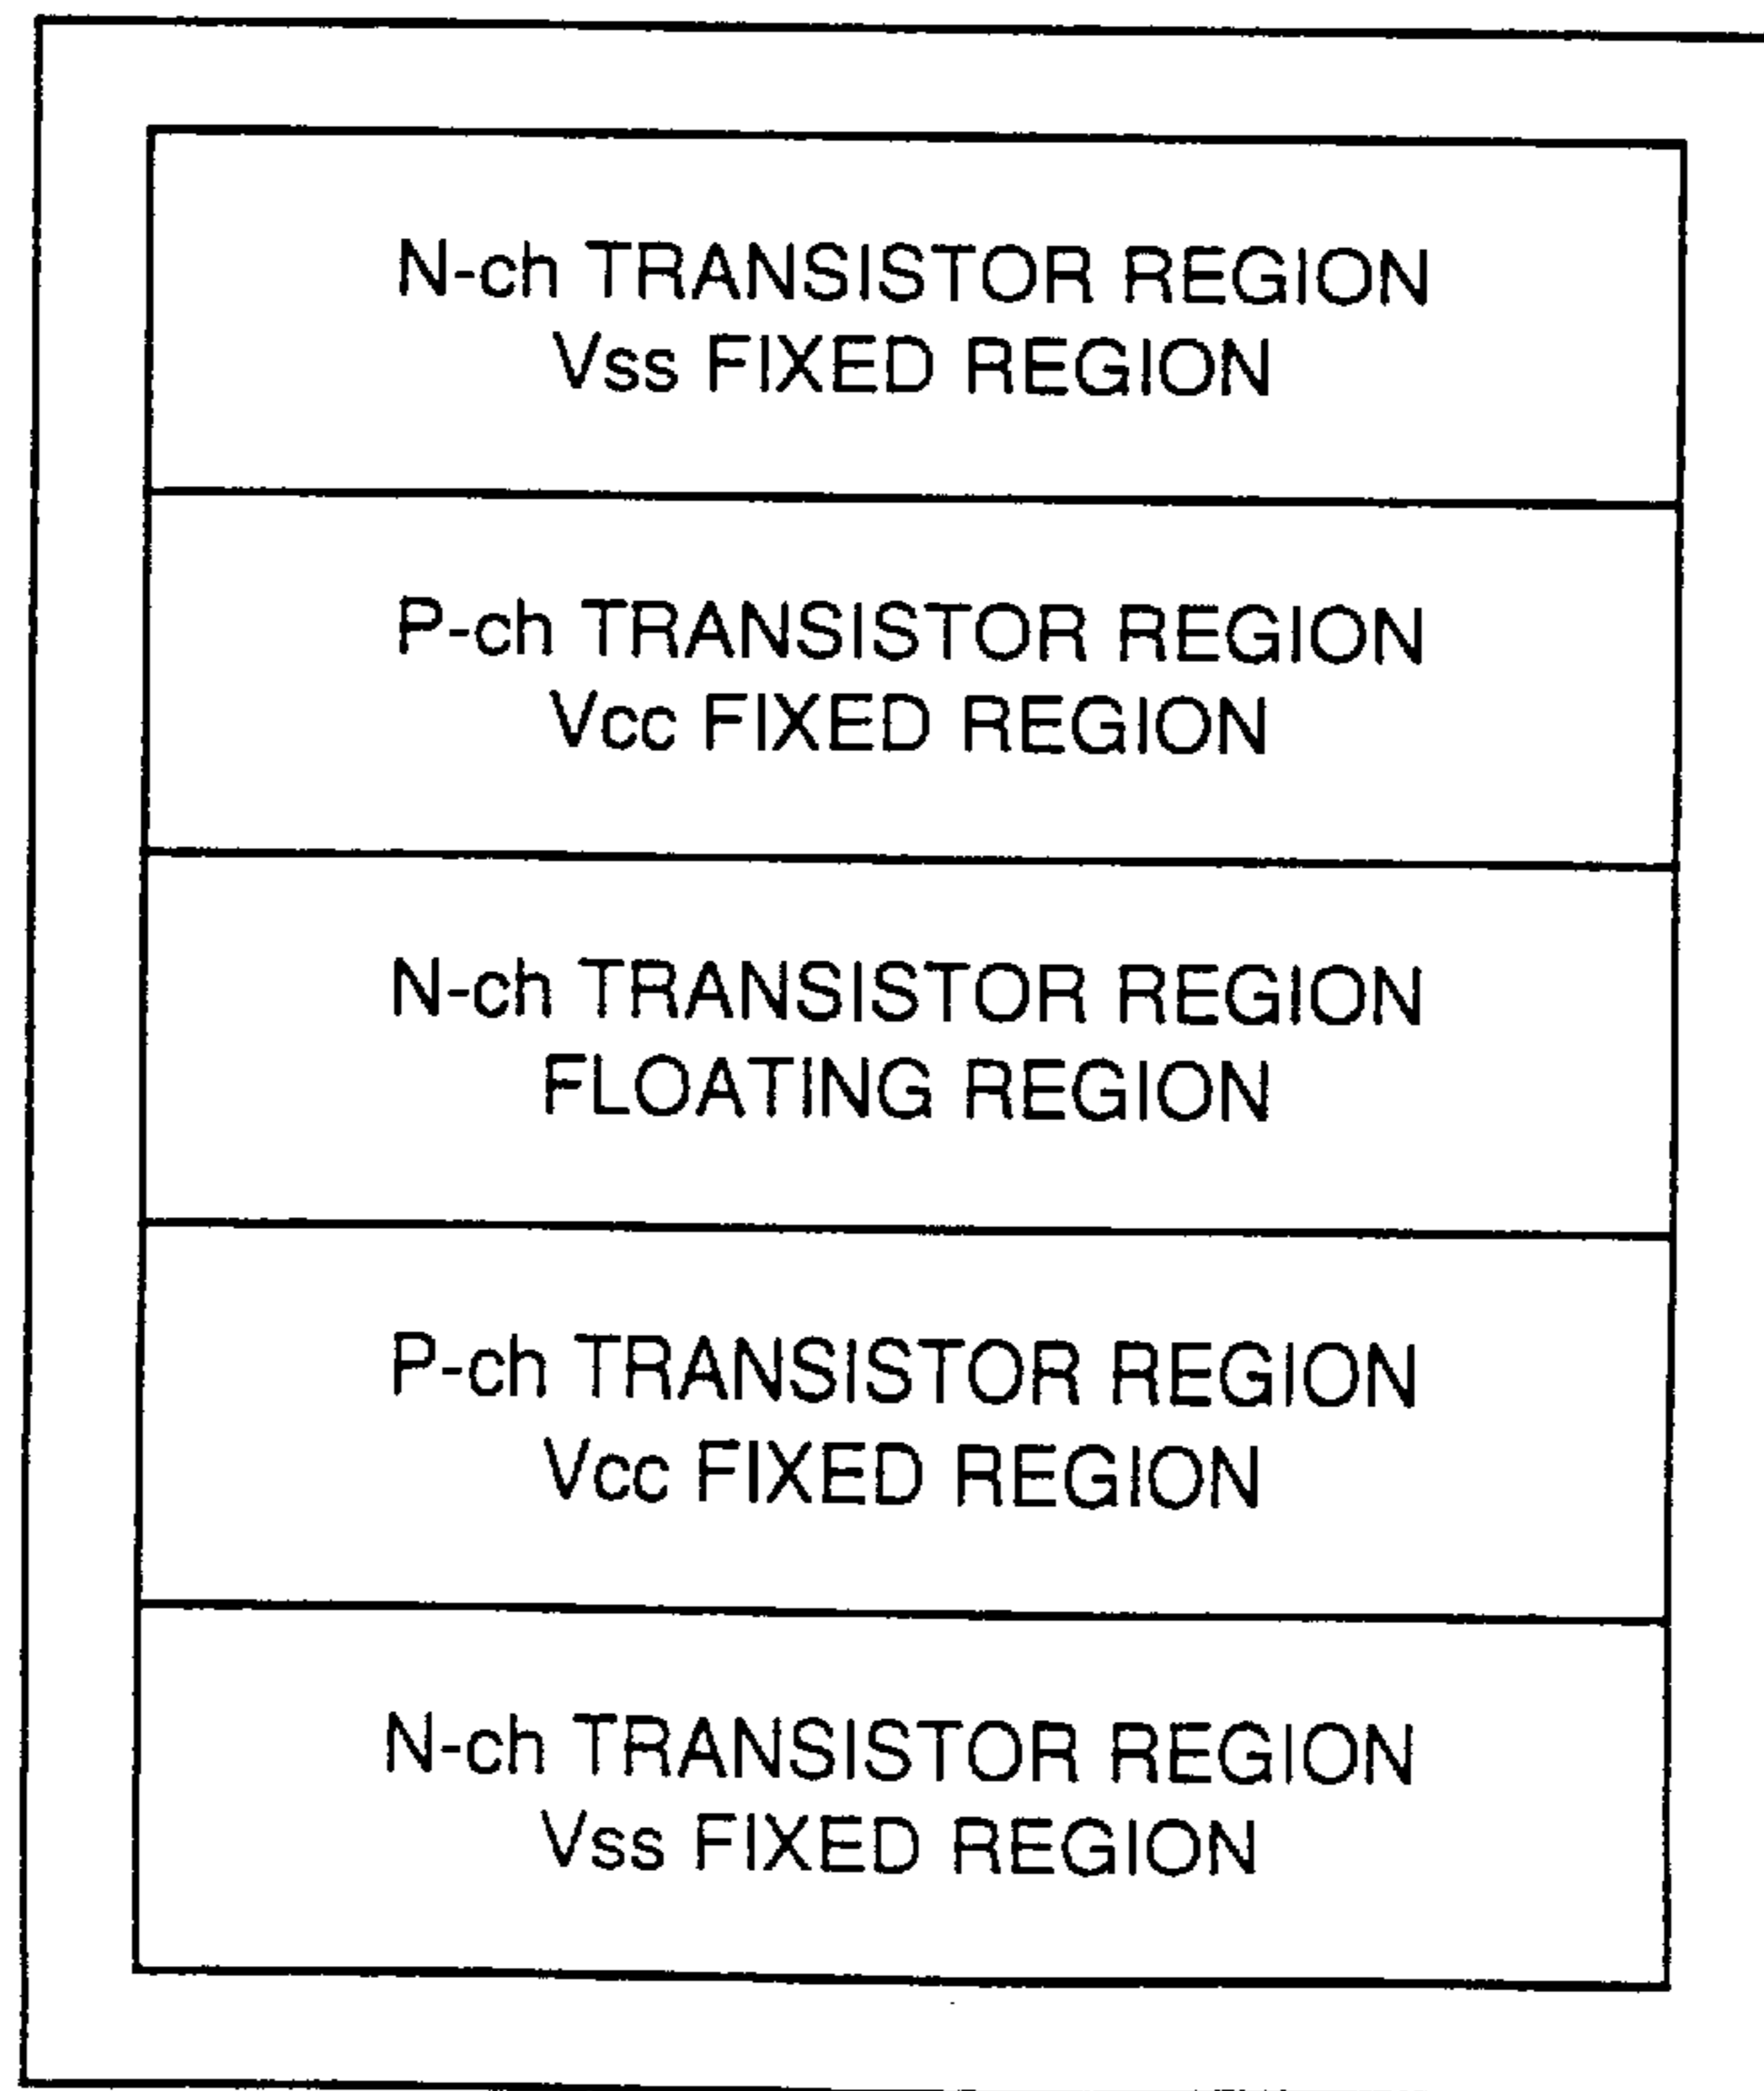 N-ch TRANSISTOR REGION
Vss FIXED REGION
P-ch TRANSISTOR REGION
Vcc FIXED REGION
N-ch TRANSISTOR REGION
FLOATING REGION
P-ch TRANSISTOR REGION
Vcc FIXED REGION
N-ch TRANSISTOR REGION
Vss FIXED REGION